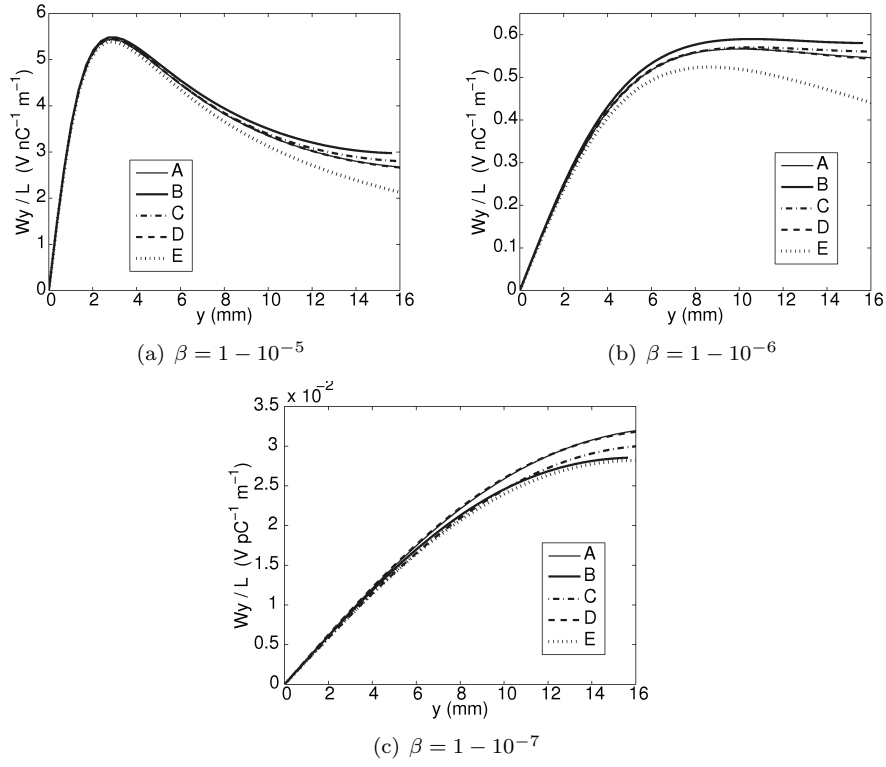 6
5
4
3
2
1
0
Wy / L (V nC⁻¹ m⁻¹)
A
B
C
D
E
0 2 4 6 8 10 12 14 16
y (mm)
(a) β = 1 − 10⁻⁵
0.6
0.5
0.4
0.3
0.2
0.1
0
Wy / L (V nC⁻¹ m⁻¹)
A
B
C
D
E
0 2 4 6 8 10 12 14 16
y (mm)
(b) β = 1 − 10⁻⁶
x 10⁻²
3.5
3
2.5
2
1.5
1
0.5
0
Wy / L (V pC⁻¹ m⁻¹)
A
B
C
D
E
0 2 4 6 8 10 12 14 16
y (mm)
(c) β = 1 − 10⁻⁷